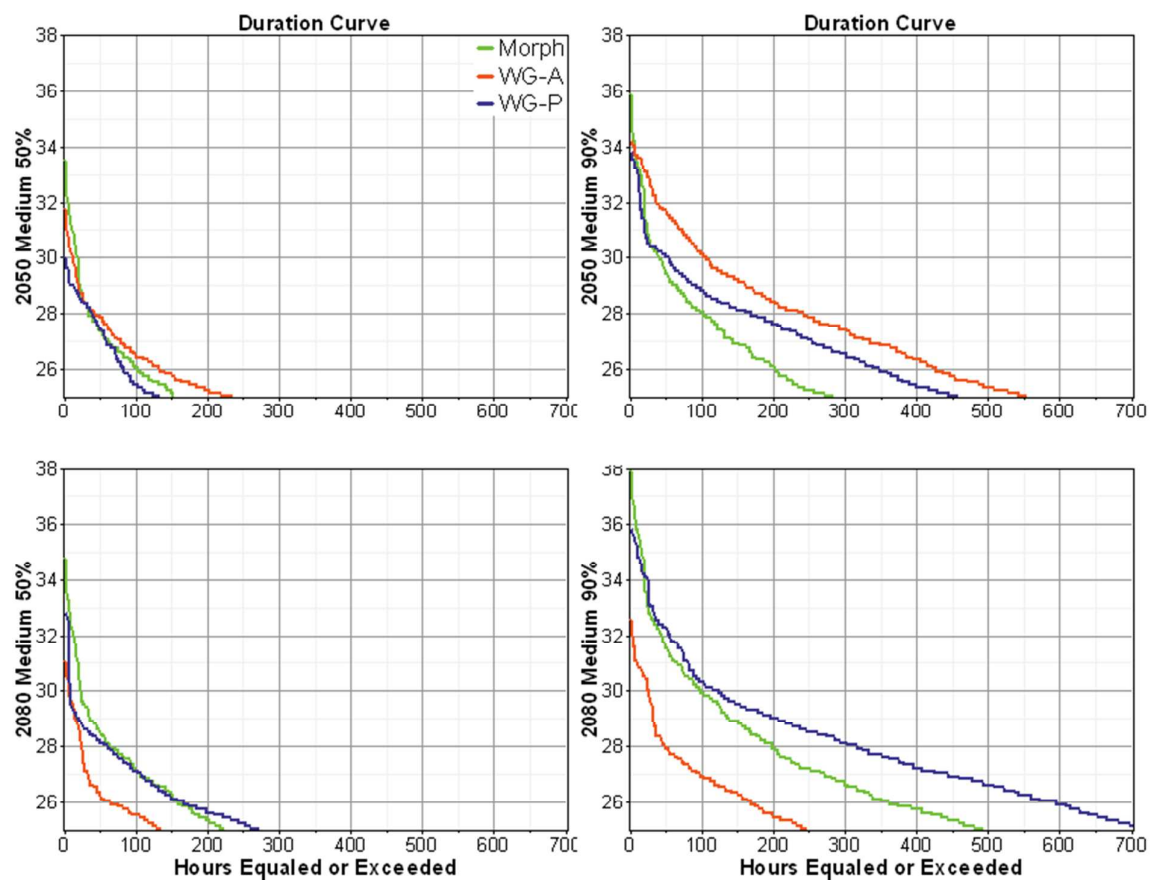 Duration Curve
Duration Curve
38
36
34
32
30
28
26
2050 Medium 50%
Morph
WG-A
WG-P
0 100 200 300 400 500 600 700
38
36
34
32
30
28
26
2050 Medium 90%
0 100 200 300 400 500 600 700
38
36
34
32
30
28
26
2080 Medium 50%
0 100 200 300 400 500 600 700
Hours Equaled or Exceeded
38
36
34
32
30
28
26
2080 Medium 90%
0 100 200 300 400 500 600 700
Hours Equaled or Exceeded